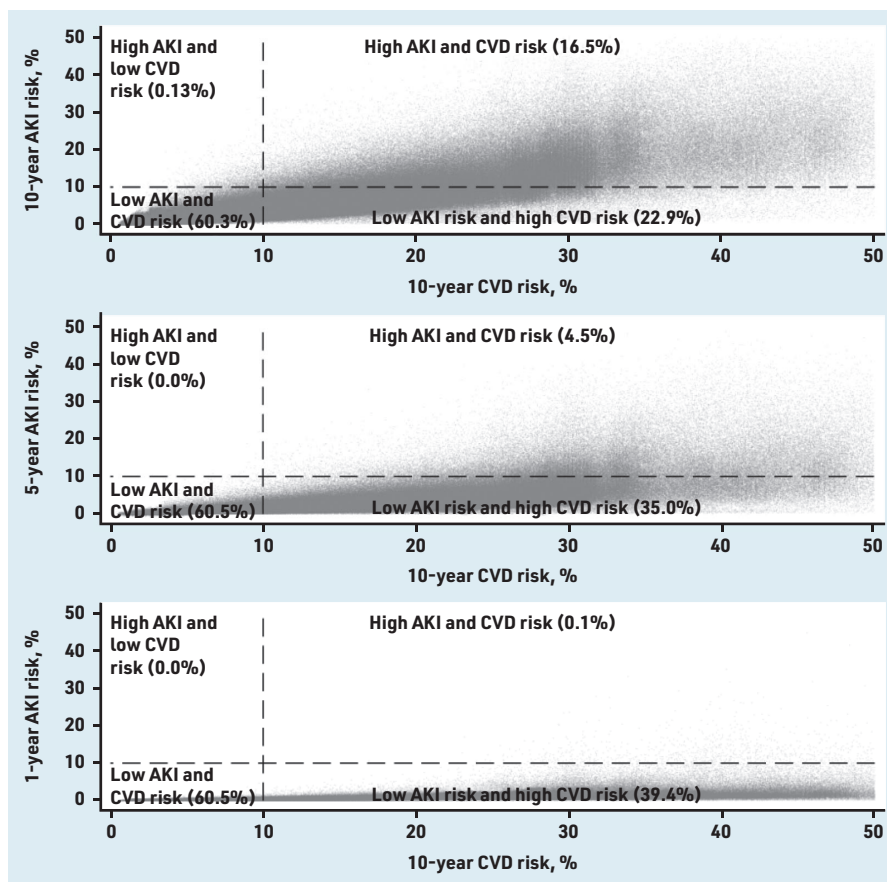 10-year AKI risk, %
50
40
30
20
10
0
High AKI and
low CVD
risk (0.13%)
High AKI and CVD risk (16.5%)
Low AKI and
CVD risk (60.3%)
Low AKI risk and high CVD risk (22.9%)
0 10 20 30 40 50
10-year CVD risk, %
5-year AKI risk, %
50
40
30
20
10
0
High AKI and
low CVD
risk (0.0%)
High AKI and CVD risk (4.5%)
Low AKI and
CVD risk (60.5%)
Low AKI risk and high CVD risk (35.0%)
0 10 20 30 40 50
10-year CVD risk, %
1-year AKI risk, %
50
40
30
20
10
0
High AKI and
low CVD
risk (0.0%)
High AKI and CVD risk (0.1%)
Low AKI and
CVD risk (60.5%)
Low AKI risk and high CVD risk (39.4%)
0 10 20 30 40 50
10-year CVD risk, %